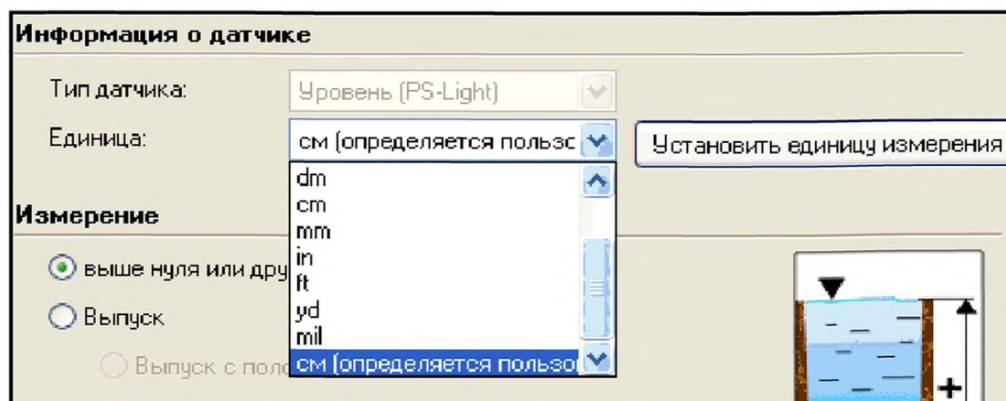 Информация о датчике
Тип датчика: Уровень (PS-Light)
Единица: см (определяется пользо Установить единицу измерения
dm
cm
Измерение
mm
in
выше нуля или дру
ft
yd
Выпуск
mil
Выпуск с поло см (определяется пользо
+